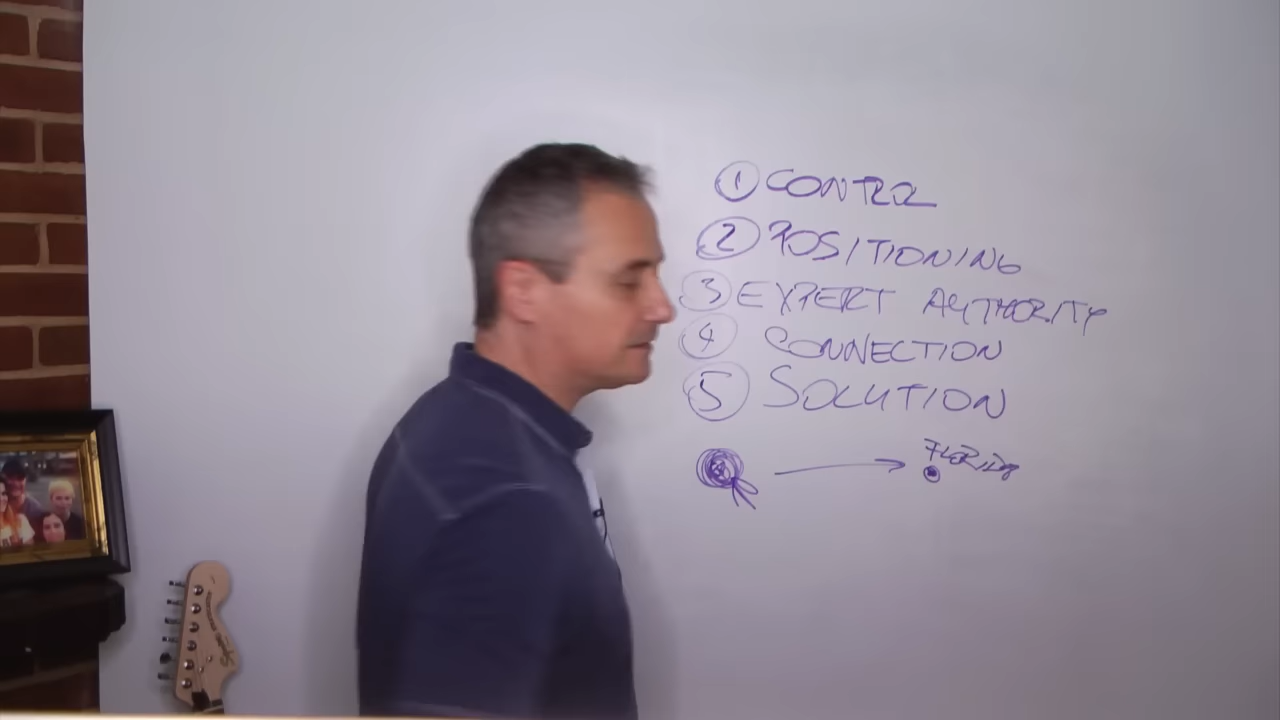 1 CONTROL
2 POSITIONING
3 EXPERT AUTHORITY
4 CONNECTION
5 SOLUTION
FLORIDA